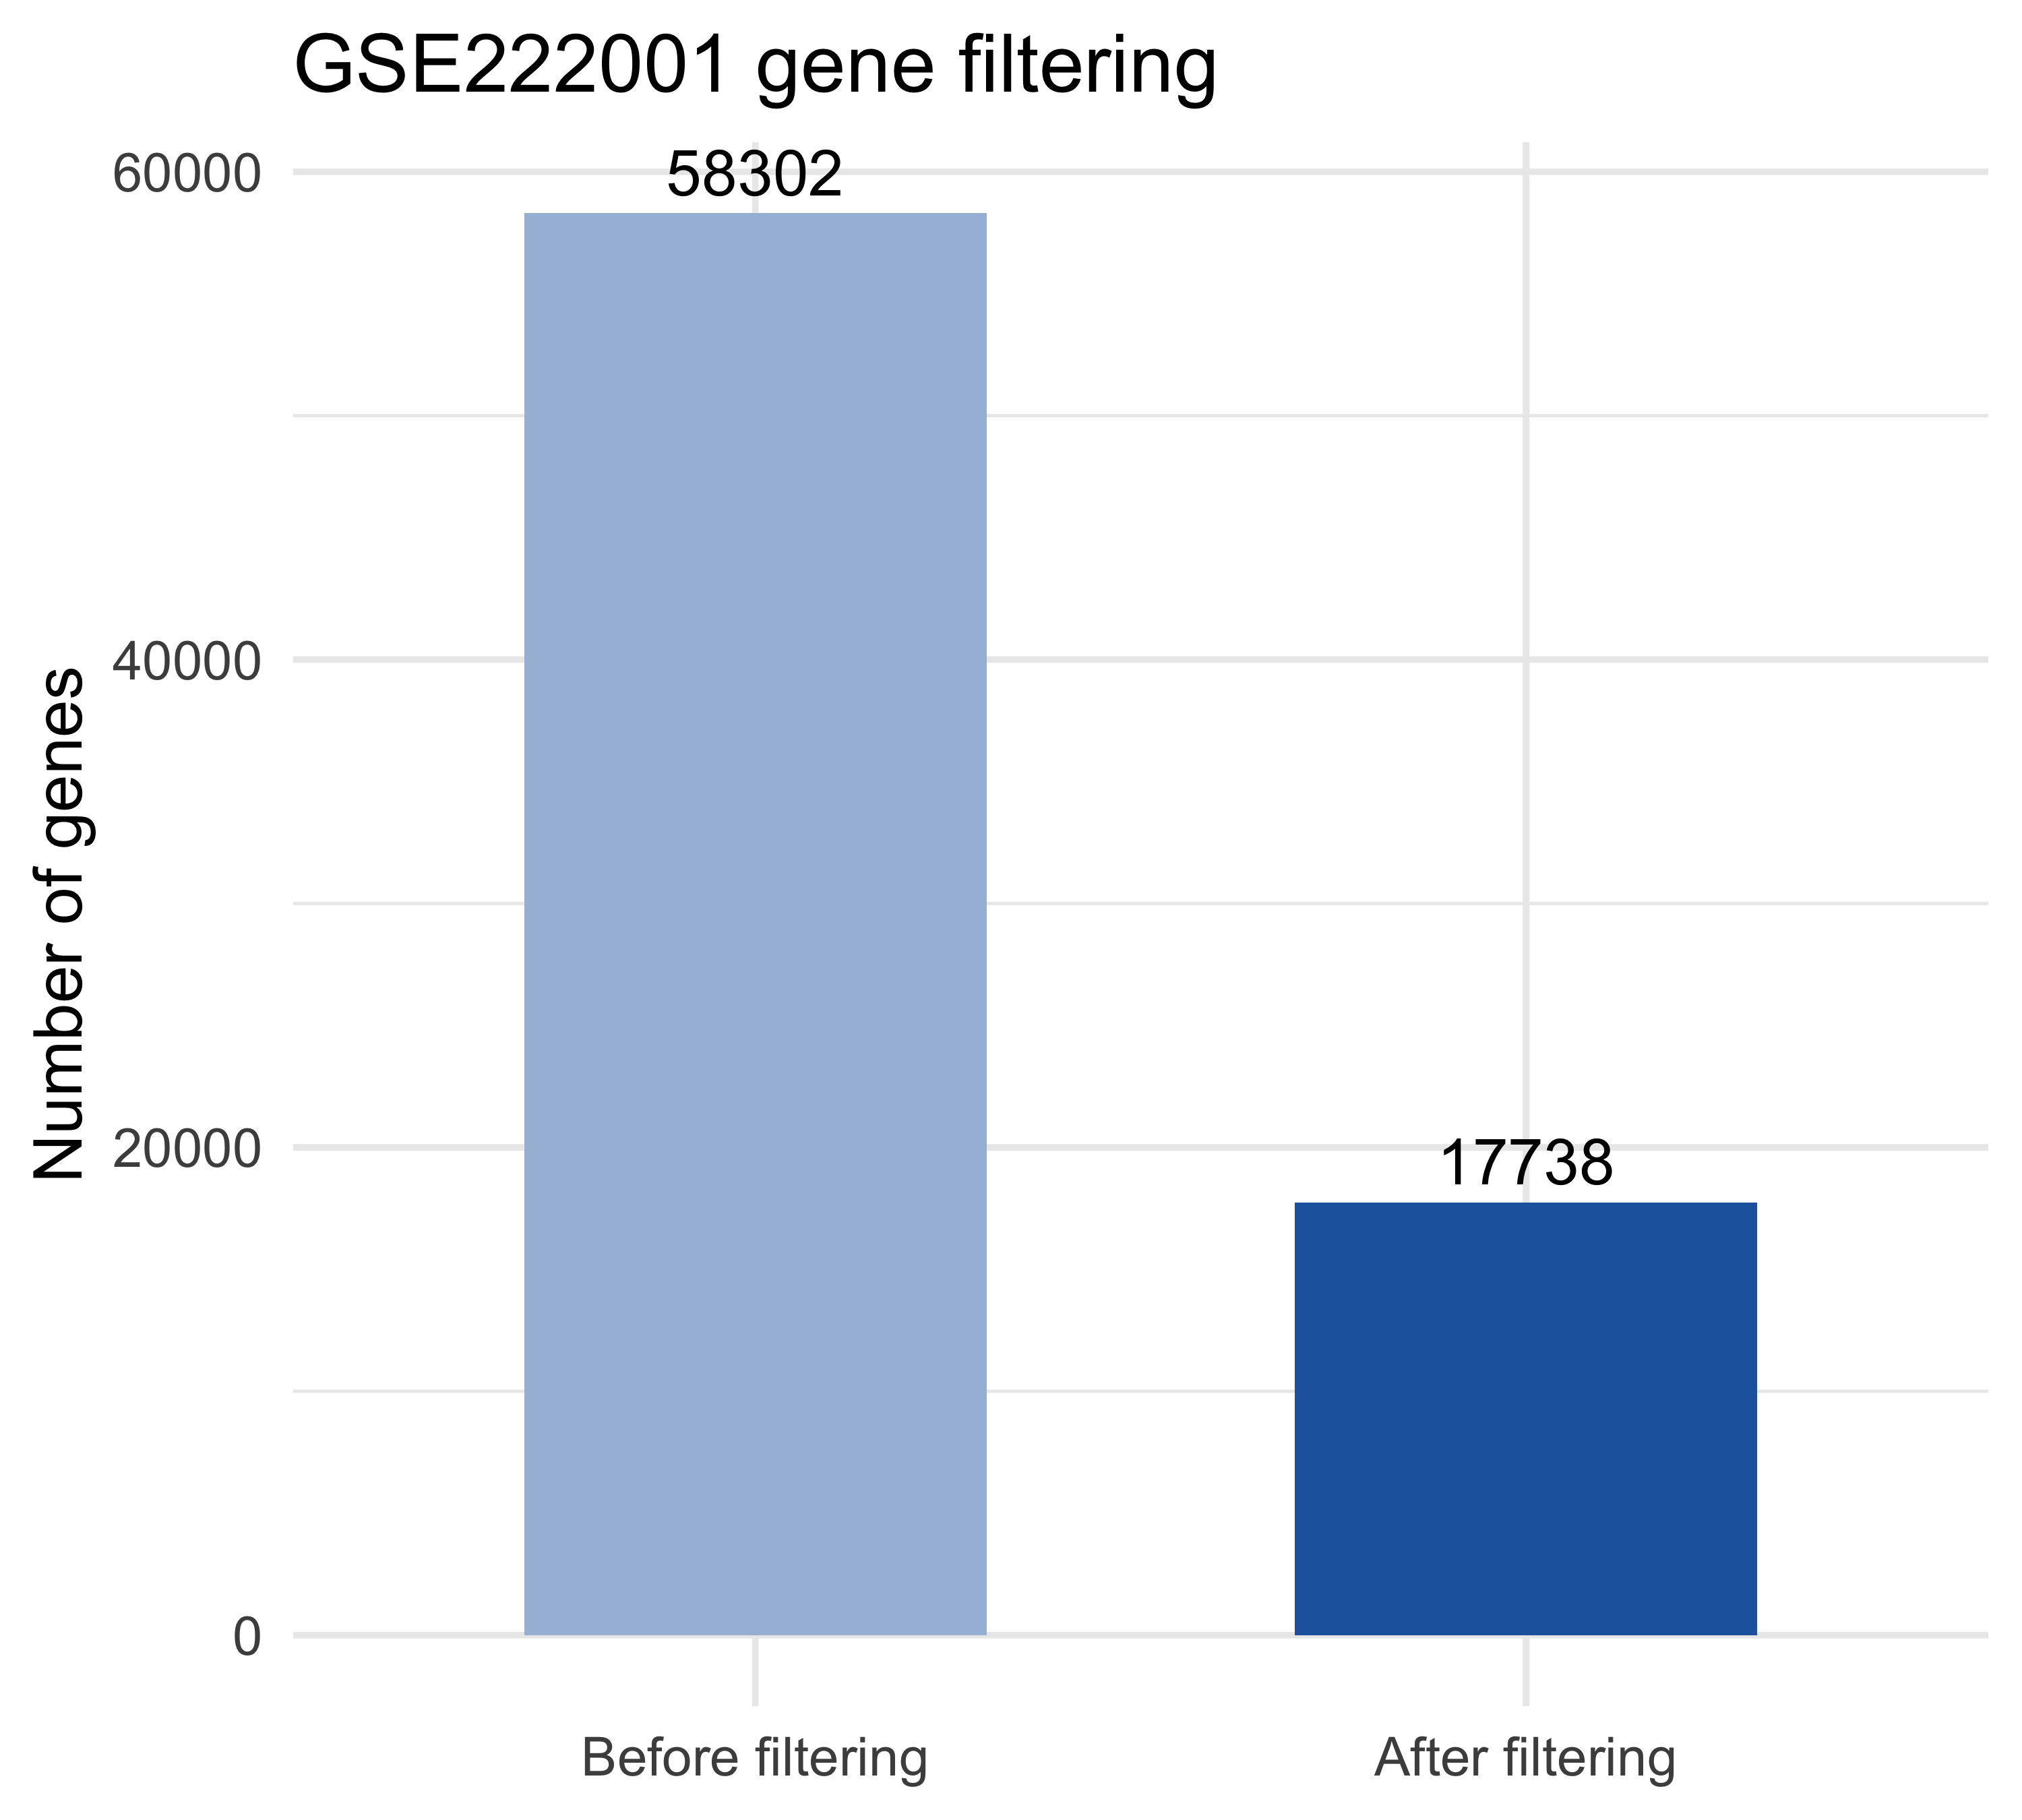 GSE222001 gene filtering
60000
58302
40000
Number of genes
20000
17738
0
Before filtering
After filtering